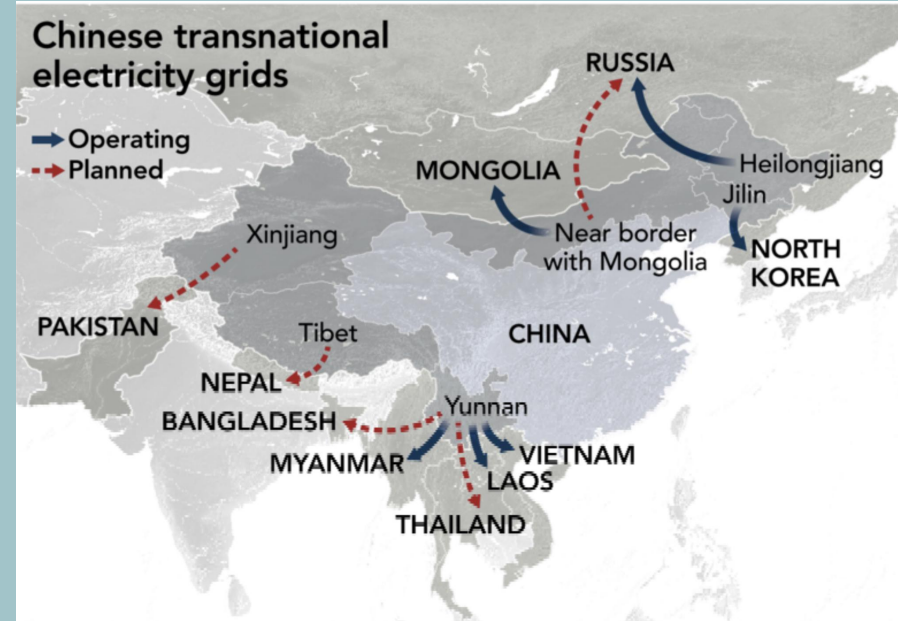 Chinese transnational
electricity grids
Operating
Planned
RUSSIA
MONGOLIA
Heilongjiang
Jilin
Near border
with Mongolia
NORTH
KOREA
Xinjiang
PAKISTAN
Tibet
CHINA
NEPAL
BANGLADESH
Yunnan
MYANMAR
VIETNAM
LAOS
THAILAND